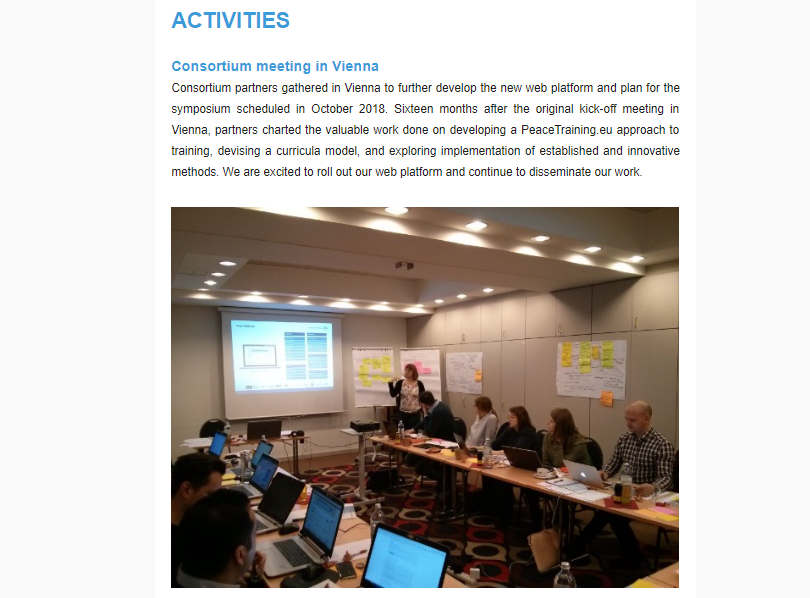 ACTIVITIES
Consortium meeting in Vienna
Consortium partners gathered in Vienna to further develop the new web platform and plan for the
symposium scheduled in October 2018. Sixteen months after the original kick-off meeting in
Vienna, partners charted the valuable work done on developing a PeaceTraining.eu approach to
training, devising a curricula model, and exploring implementation of established and innovative
methods. We are excited to roll out our web platform and continue to disseminate our work.